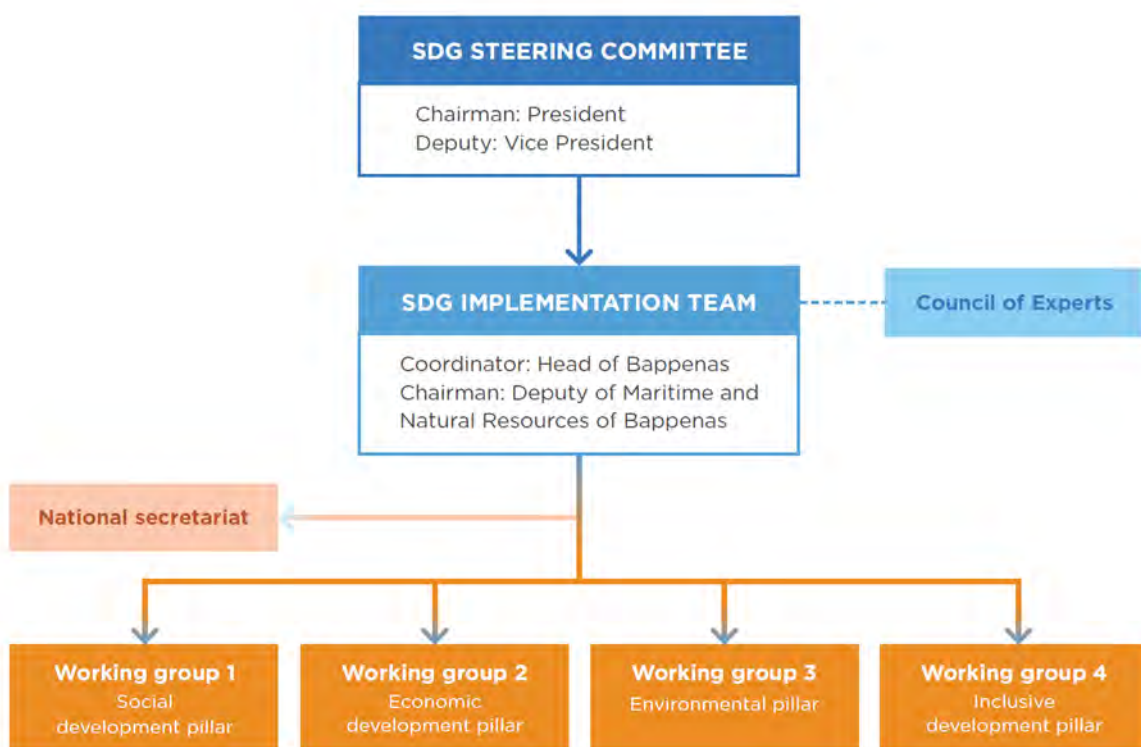 SDG STEERING COMMITTEE
Chairman: President
Deputy: Vice President
SDG IMPLEMENTATION TEAM
Council of Experts
Coordinator: Head of Bappenas
Chairman: Deputy of Maritime and
Natural Resources of Bappenas
National secretariat
Working group 1
Social
development pillar
Working group 2
Economic
development pillar
Working group 3
Environmental pillar
Working group 4
Inclusive
development pillar